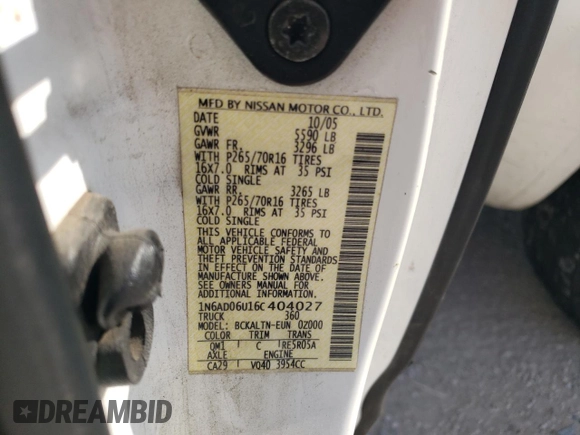 MFD BY NISSAN MOTOR CO., LTD.
DATE 10/05
GVWR 5590 LB
GAWR FR. 3296 LB
WITH P265/70R16 TIRES
16X7.0 RIMS AT 35 PSI
COLD SINGLE
GAWR RR. 3265 LB
WITH P265/70R16 TIRES
16X7.0 RIMS AT 35 PSI
COLD SINGLE
THIS VEHICLE CONFORMS TO
ALL APPLICABLE FEDERAL
MOTOR VEHICLE SAFETY AND
THEFT PREVENTION STANDARDS
IN EFFECT ON THE DATE OF
MANUFACTURE SHOWN ABOVE.
SEE OWNERS MANUAL FOR
ADDITIONAL INFORMATION
1N6AD06U16C404027
TRUCK 360
MODEL: BCKALTN-EUN 0Z000
COLOR TRIM TRANS
QM1 C RE5R05A
AXLE ENGINE
CA29 VQ40 3954CC
DREAMBID